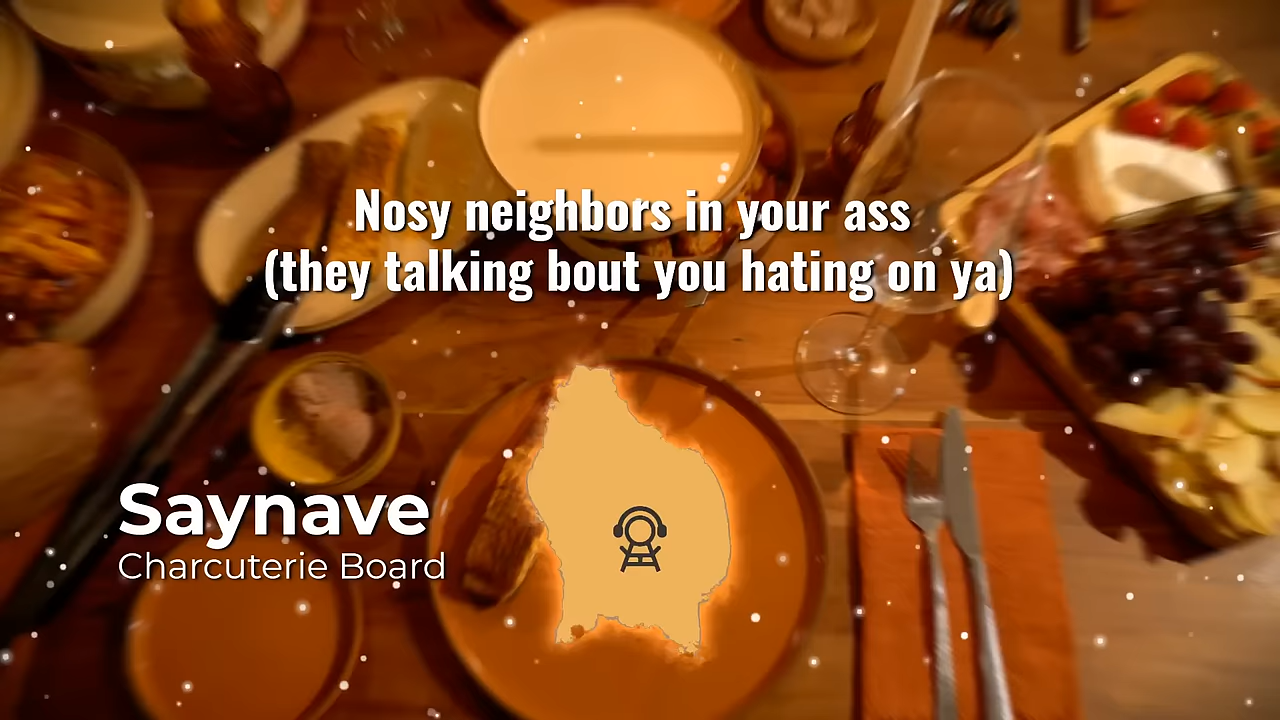 Nosy neighbors in your ass
(they talking bout you hating on ya)
Saynave
Charcuterie Board